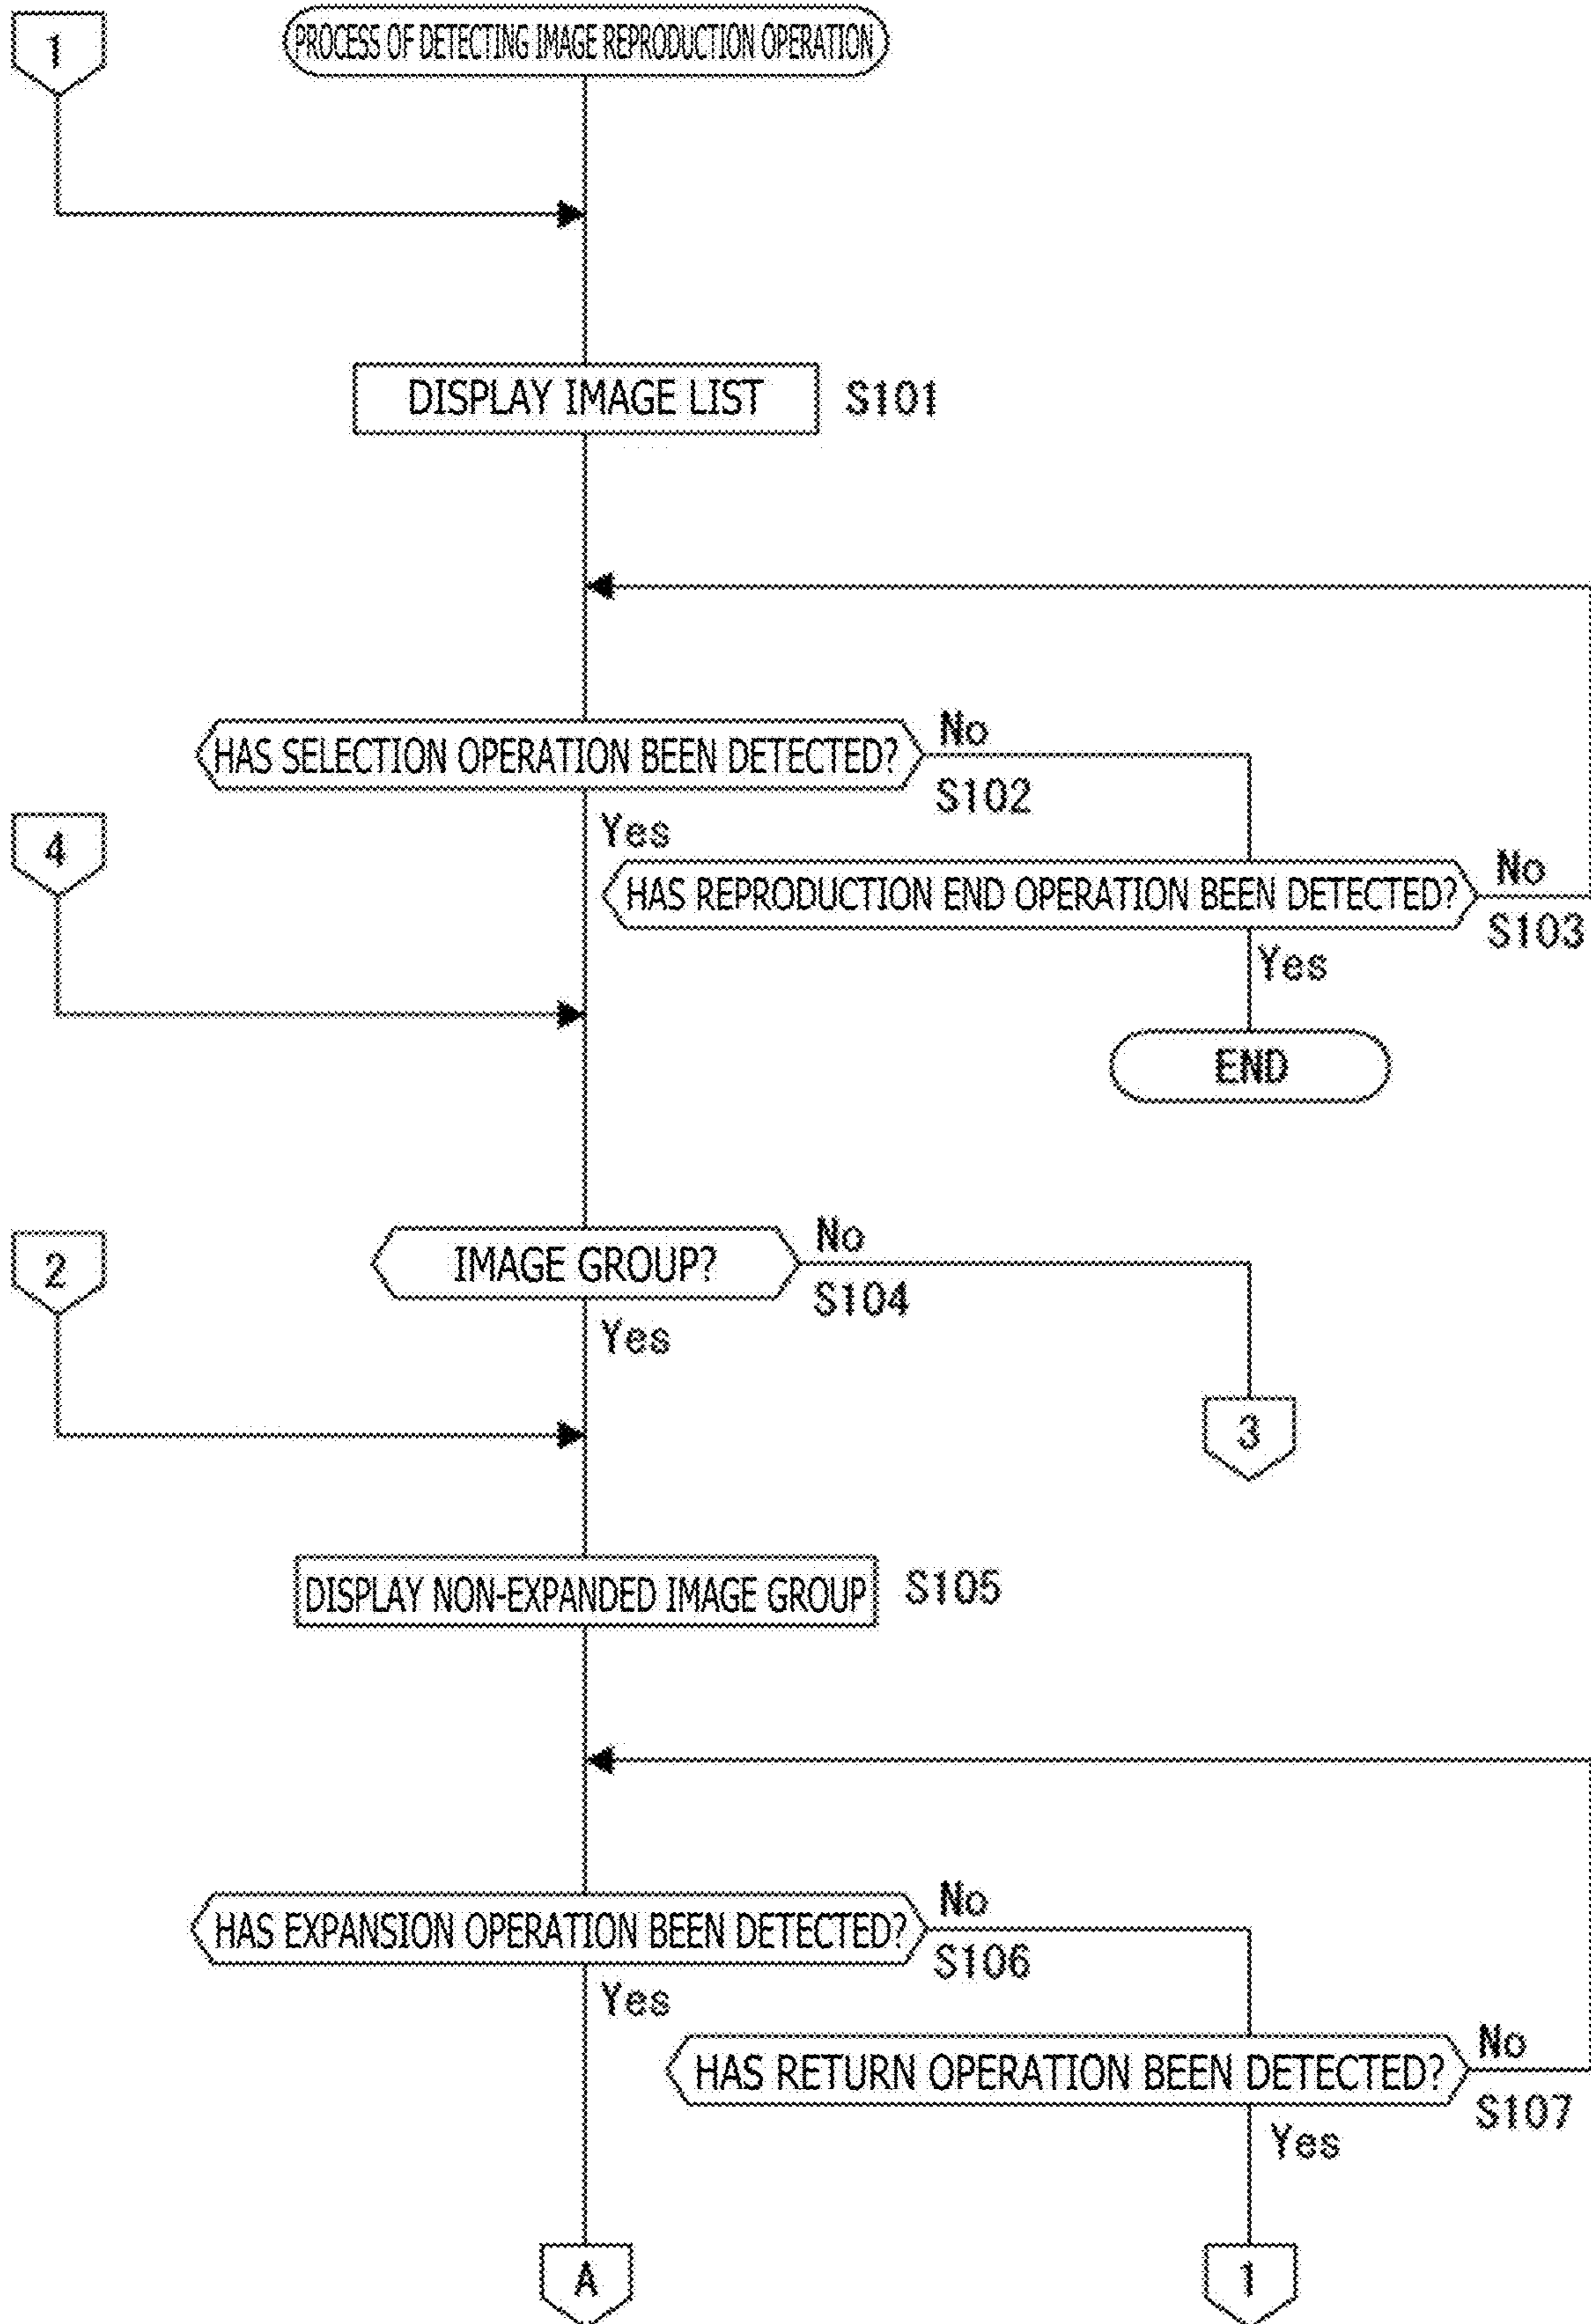 1
PROCESS OF DETECTING IMAGE REPRODUCTION OPERATION
DISPLAY IMAGE LIST
S101
HAS SELECTION OPERATION BEEN DETECTED?
No
S102
Yes
4
HAS REPRODUCTION END OPERATION BEEN DETECTED?
No
S103
Yes
END
IMAGE GROUP?
No
S104
Yes
2
3
DISPLAY NON-EXPANDED IMAGE GROUP
S105
HAS EXPANSION OPERATION BEEN DETECTED?
No
S106
Yes
HAS RETURN OPERATION BEEN DETECTED?
No
S107
Yes
A
1